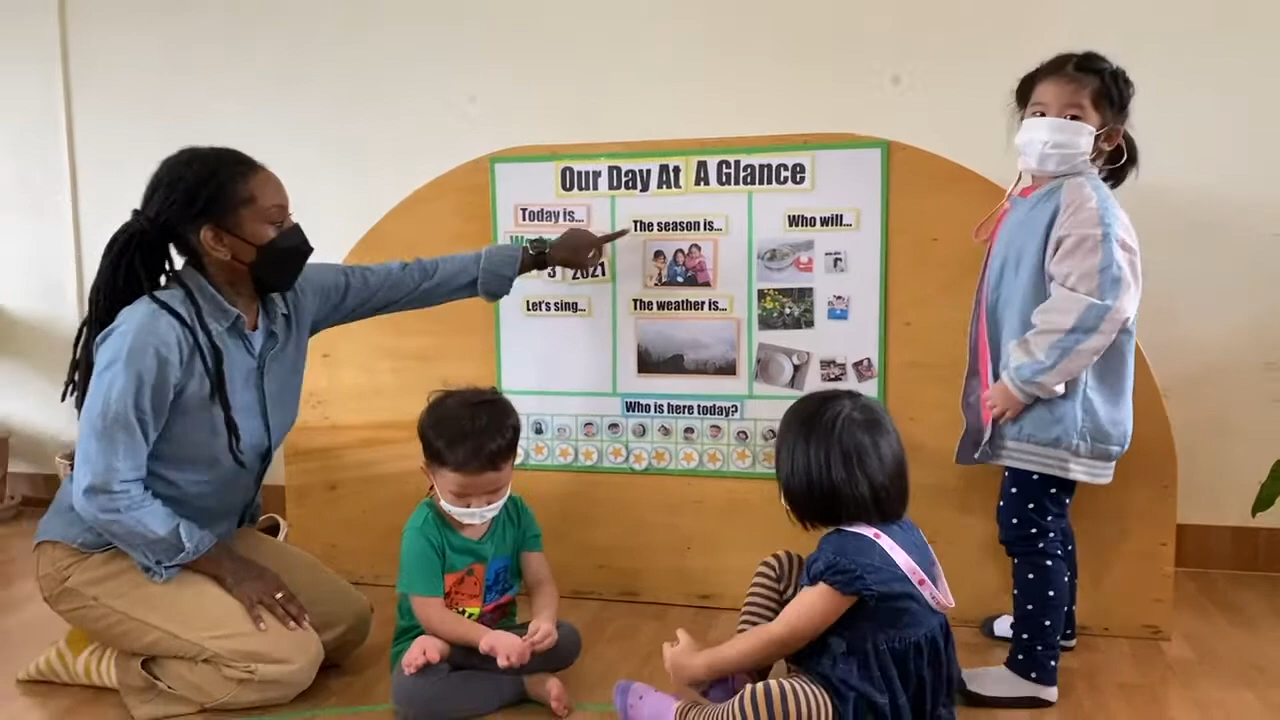 Our Day At A Glance
Today is...
3 2021
Let's sing...
The season is...
The weather is...
Who will...
Who is here today?